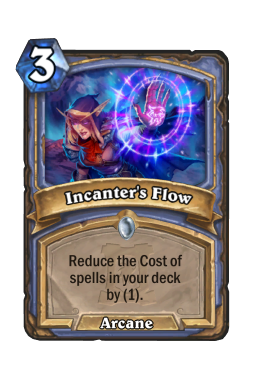 3
Incanter's Flow
Reduce the Cost of
spells in your deck
by (1).
Arcane